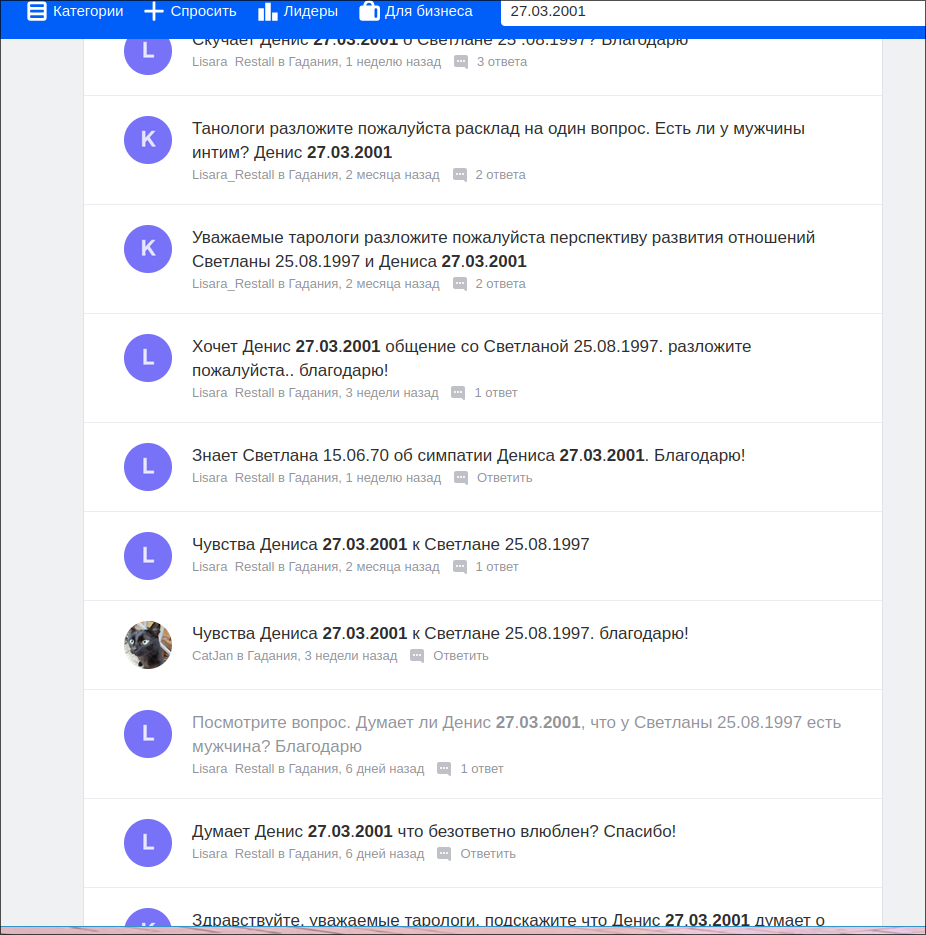 Категории Спросить Лидеры Для бизнеса 27.03.2001
L Скучает Денис 27.03.2001 о Светлане 25 .08.1997? Благодарю
Lisara Restall в Гадания, 1 неделю назад 3 ответа
K Танологи разложите пожалуйста расклад на один вопрос. Есть ли у мужчины
интим? Денис 27.03.2001
Lisara_Restall в Гадания, 2 месяца назад 2 ответа
K Уважаемые тарологи разложите пожалуйста перспективу развития отношений
Светланы 25.08.1997 и Дениса 27.03.2001
Lisara_Restall в Гадания, 2 месяца назад 2 ответа
L Хочет Денис 27.03.2001 общение со Светланой 25.08.1997. разложите
пожалуйста.. благодарю!
Lisara Restall в Гадания, 3 недели назад 1 ответ
L Знает Светлана 15.06.70 об симпатии Дениса 27.03.2001. Благодарю!
Lisara Restall в Гадания, 1 неделю назад Ответить
L Чувства Дениса 27.03.2001 к Светлане 25.08.1997
Lisara Restall в Гадания, 2 месяца назад 1 ответ
Чувства Дениса 27.03.2001 к Светлане 25.08.1997. благодарю!
CatJan в Гадания, 3 недели назад Ответить
L Посмотрите вопрос. Думает ли Денис 27.03.2001, что у Светланы 25.08.1997 есть
мужчина? Благодарю
Lisara Restall в Гадания, 6 дней назад 1 ответ
L Думает Денис 27.03.2001 что безответно влюблен? Спасибо!
Lisara Restall в Гадания, 6 дней назад Ответить
K Здравствуйте, уважаемые тарологи, подскажите что Денис 27.03.2001 думает о